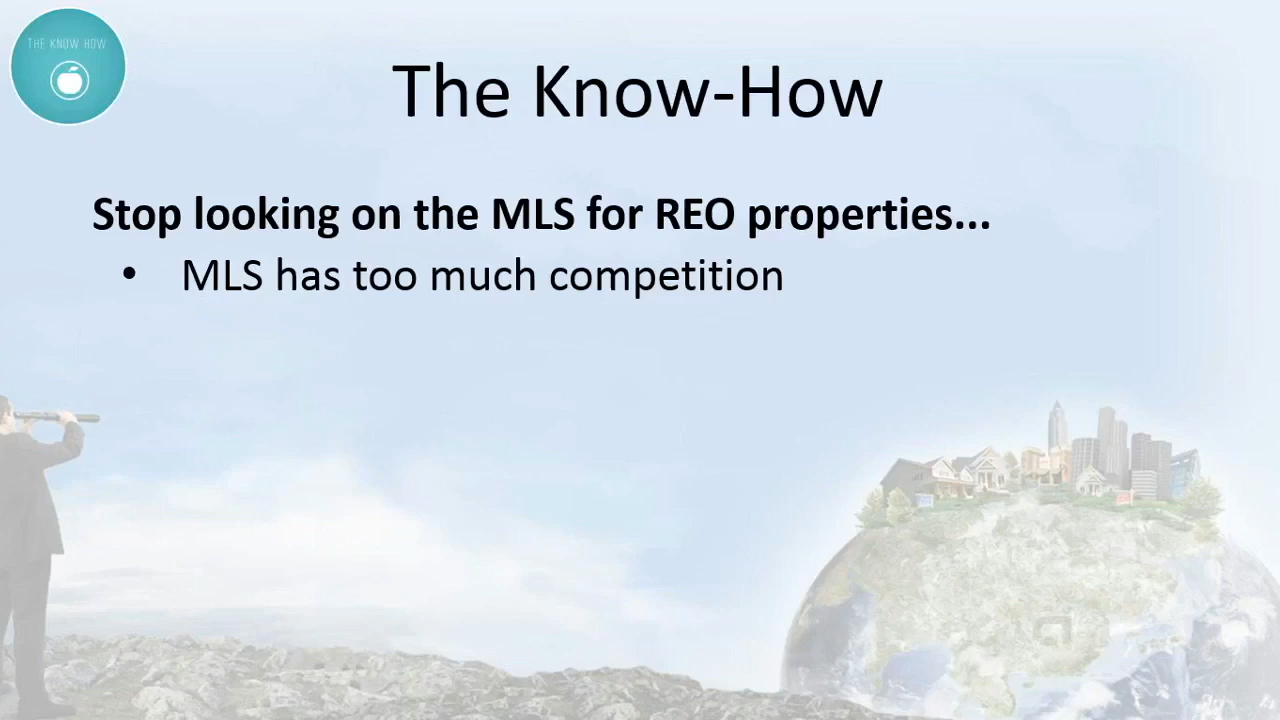 THE KNOW HOW
The Know-How
Stop looking on the MLS for REO properties...
• MLS has too much competition